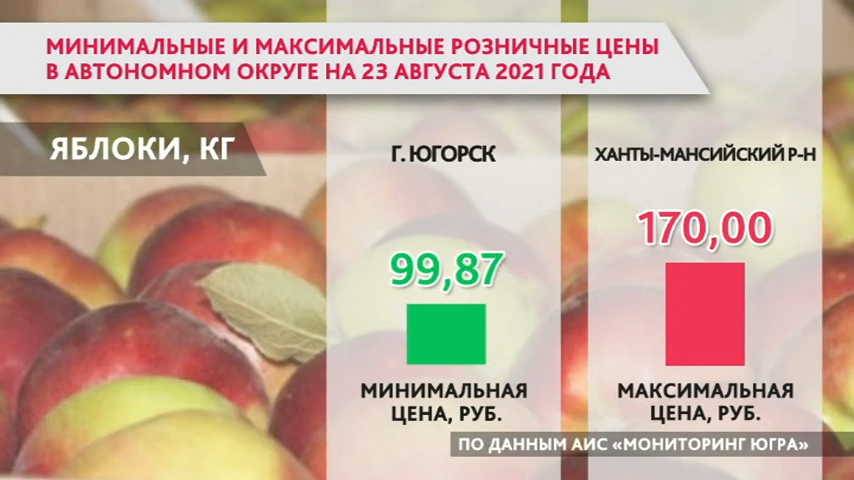 МИНИМАЛЬНЫЕ И МАКСИМАЛЬНЫЕ РОЗНИЧНЫЕ ЦЕНЫ
В АВТОНОМНОМ ОКРУГЕ НА 23 АВГУСТА 2021 ГОДА
ЯБЛОКИ, КГ
Г. ЮГОРСК
99,87
МИНИМАЛЬНАЯ
ЦЕНА, РУБ.
ХАНТЫ-МАНСИЙСКИЙ Р-Н
170,00
МАКСИМАЛЬНАЯ
ЦЕНА, РУБ.
ПО ДАННЫМ АИС «МОНИТОРИНГ ЮГРА»